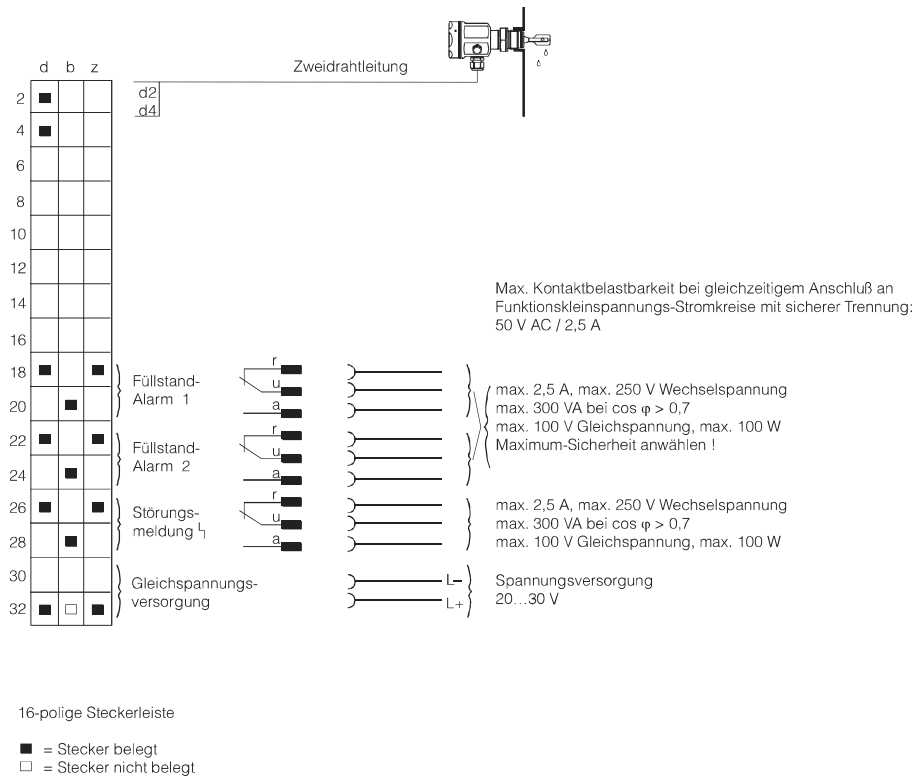 Zweidrahtleitung
d b z
d2
d4
2
4
6
8
10
12
14
16
18
20
22
24
26
28
30
32
Max. Kontaktbelastbarkeit bei gleichzeitigem Anschluß an
Funktionskleinspannungs-Stromkreise mit sicherer Trennung:
50 V AC / 2,5 A
Füllstand-
Alarm 1
r
u
a
max. 2,5 A, max. 250 V Wechselspannung
max. 300 VA bei cos φ > 0,7
max. 100 V Gleichspannung, max. 100 W
Maximum-Sicherheit anwählen !
Füllstand-
Alarm 2
r
u
a
Störungs-
meldung
r
u
a
max. 2,5 A, max. 250 V Wechselspannung
max. 300 VA bei cos φ > 0,7
max. 100 V Gleichspannung, max. 100 W
Gleichspannungs-
versorgung
L–
L+
Spannungsversorgung
20...30 V
16-polige Steckerleiste
■ = Stecker belegt
□ = Stecker nicht belegt